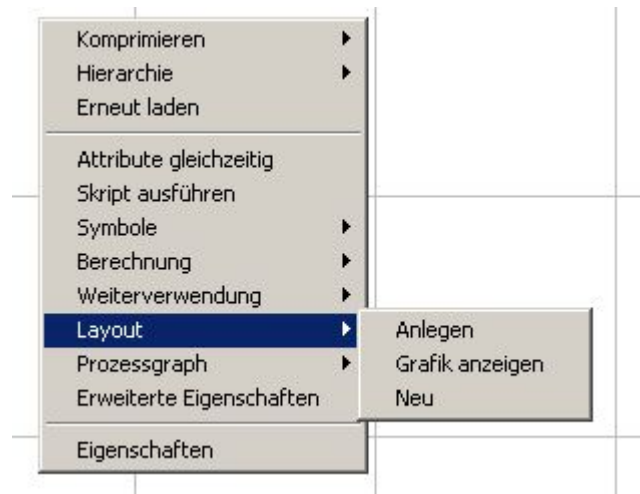 Komprimieren
Hierarchie
Erneut laden
Attribute gleichzeitig
Skript ausführen
Symbole
Berechnung
Weiterverwendung
Layout
Prozessgraph
Erweiterte Eigenschaften
Eigenschaften
Anlegen
Grafik anzeigen
Neu